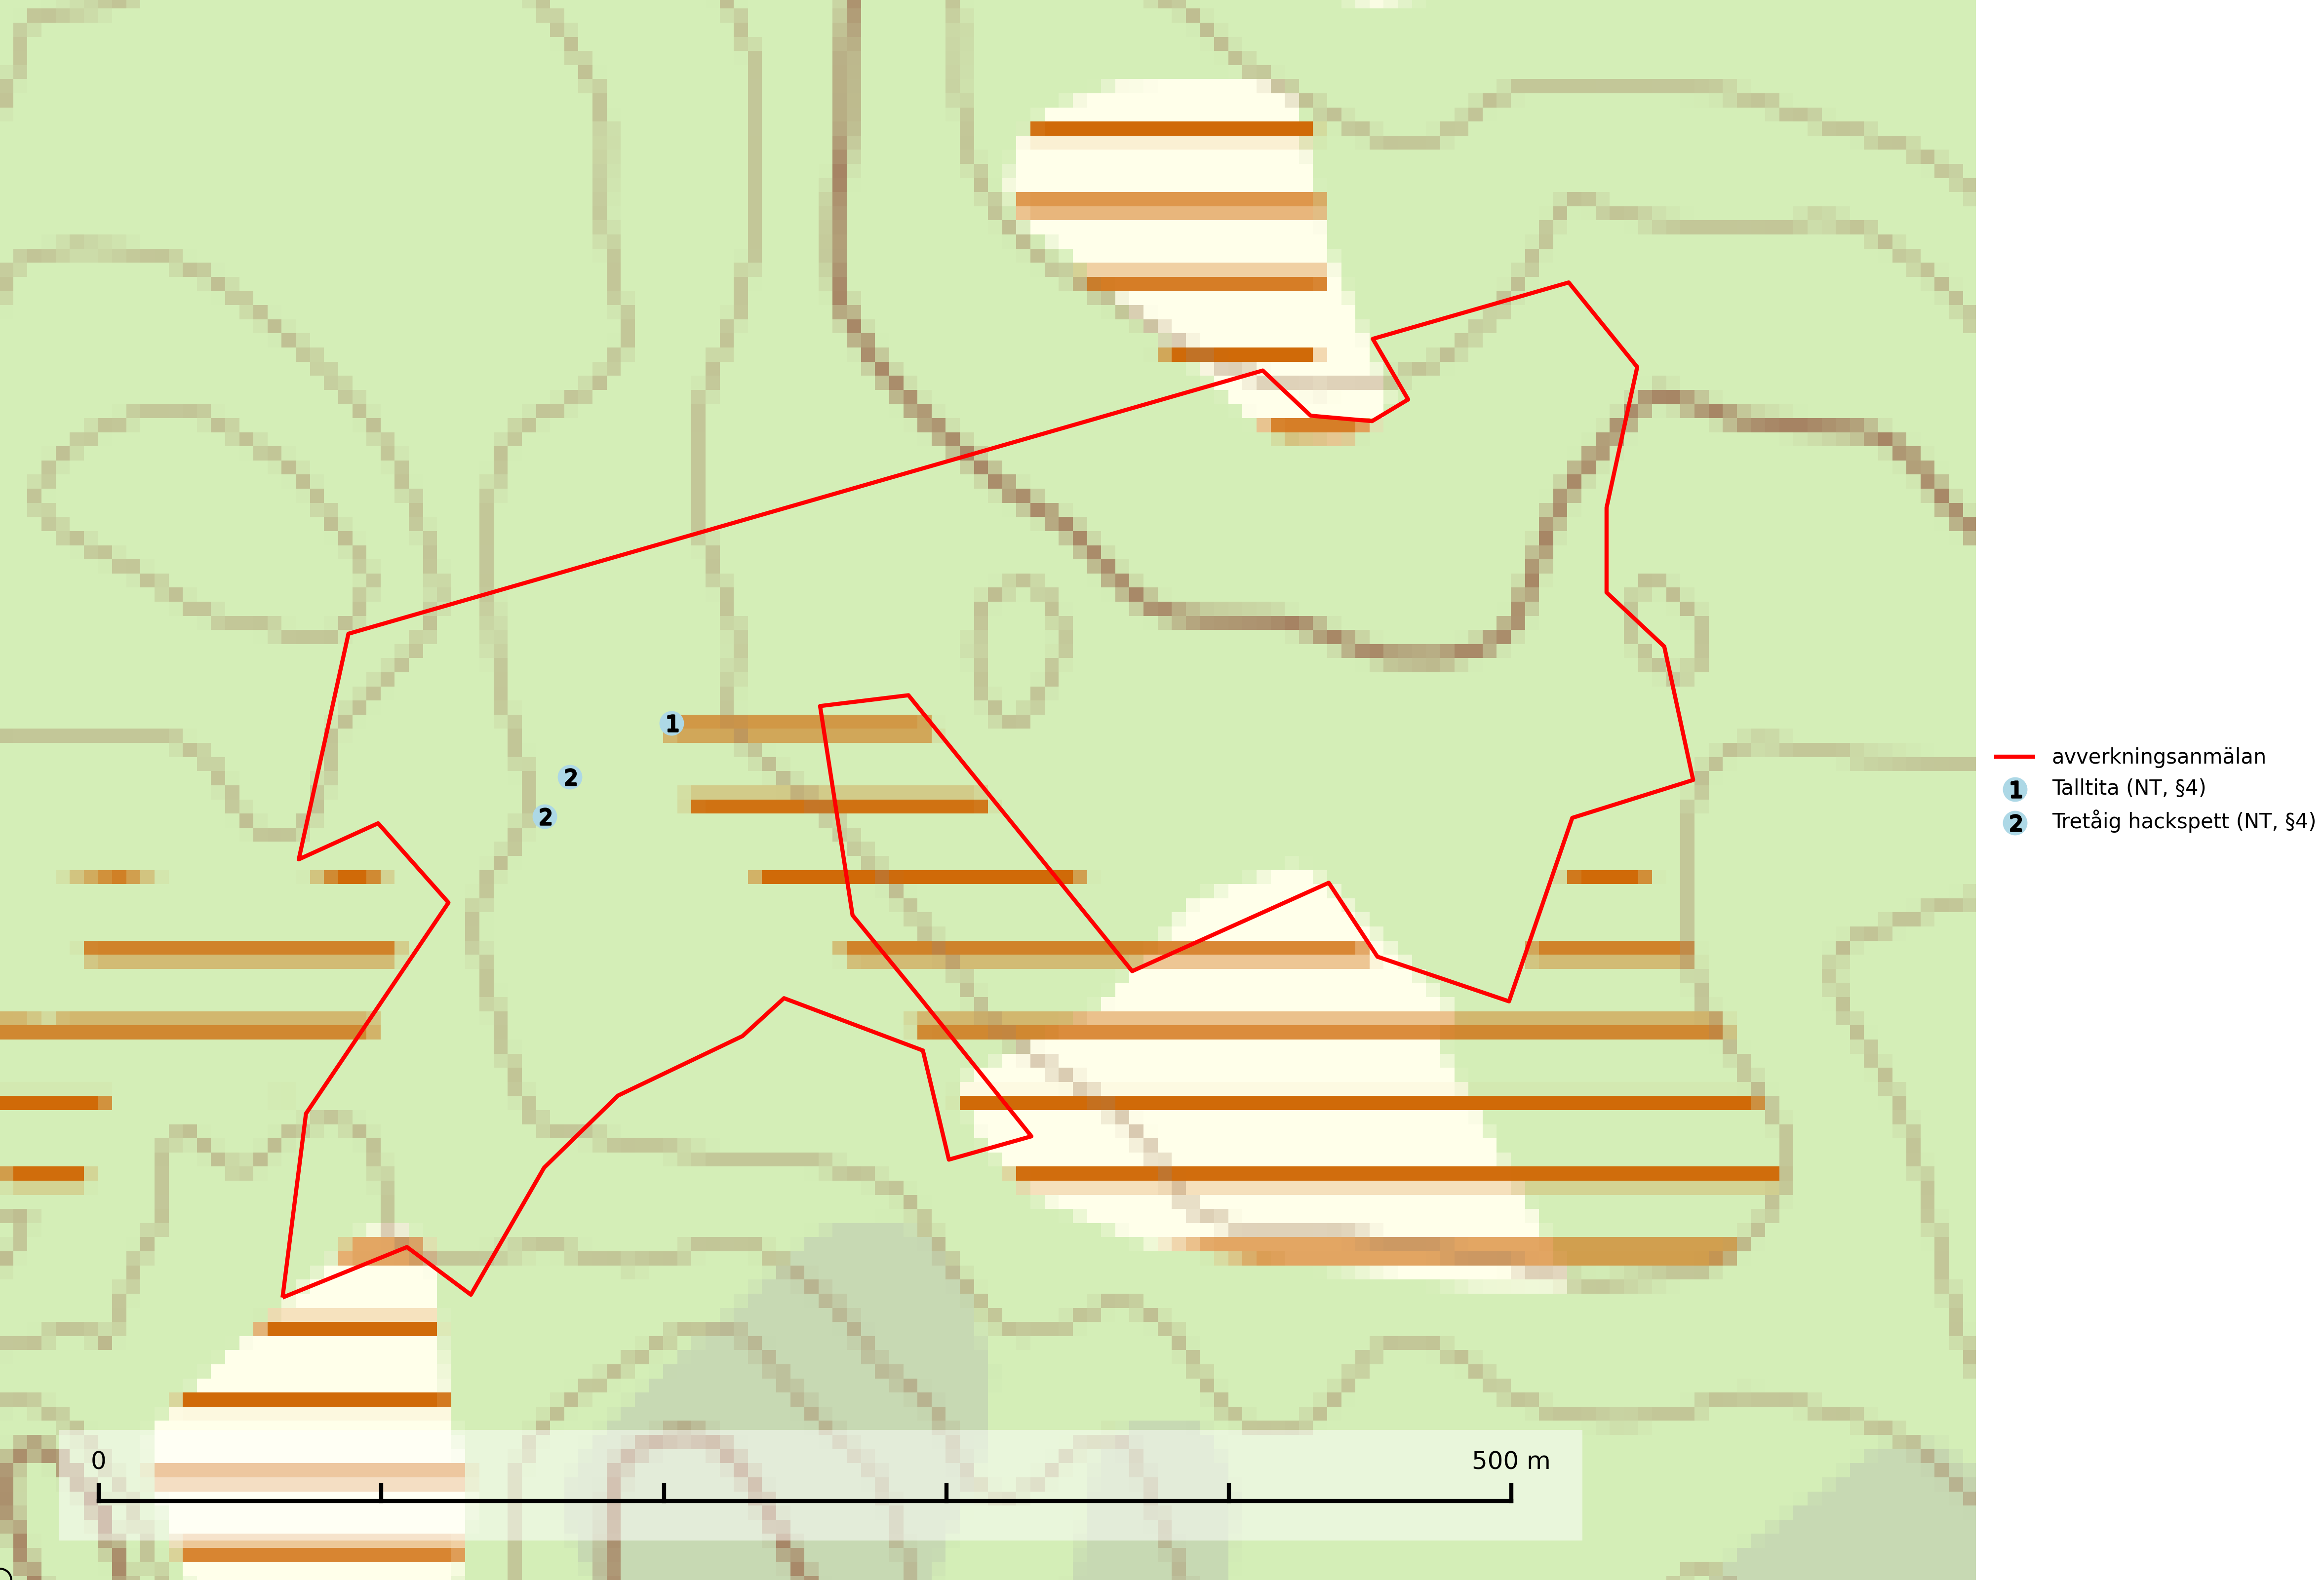 1
2
2
avverkningsanmälan
1 Talltita (NT, §4)
2 Tretåig hackspett (NT, §4)
0 500 m